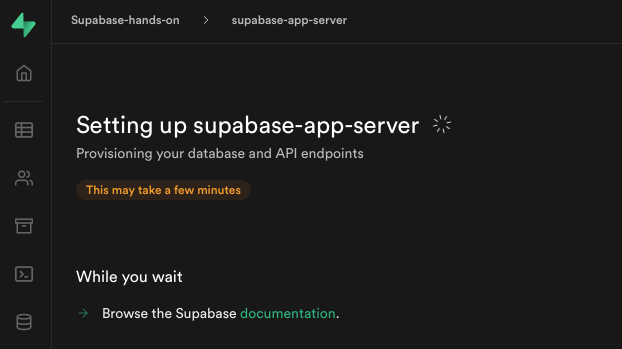 Supabase-hands-on > supabase-app-server
Setting up supabase-app-server
Provisioning your database and API endpoints
This may take a few minutes
While you wait
→ Browse the Supabase documentation.